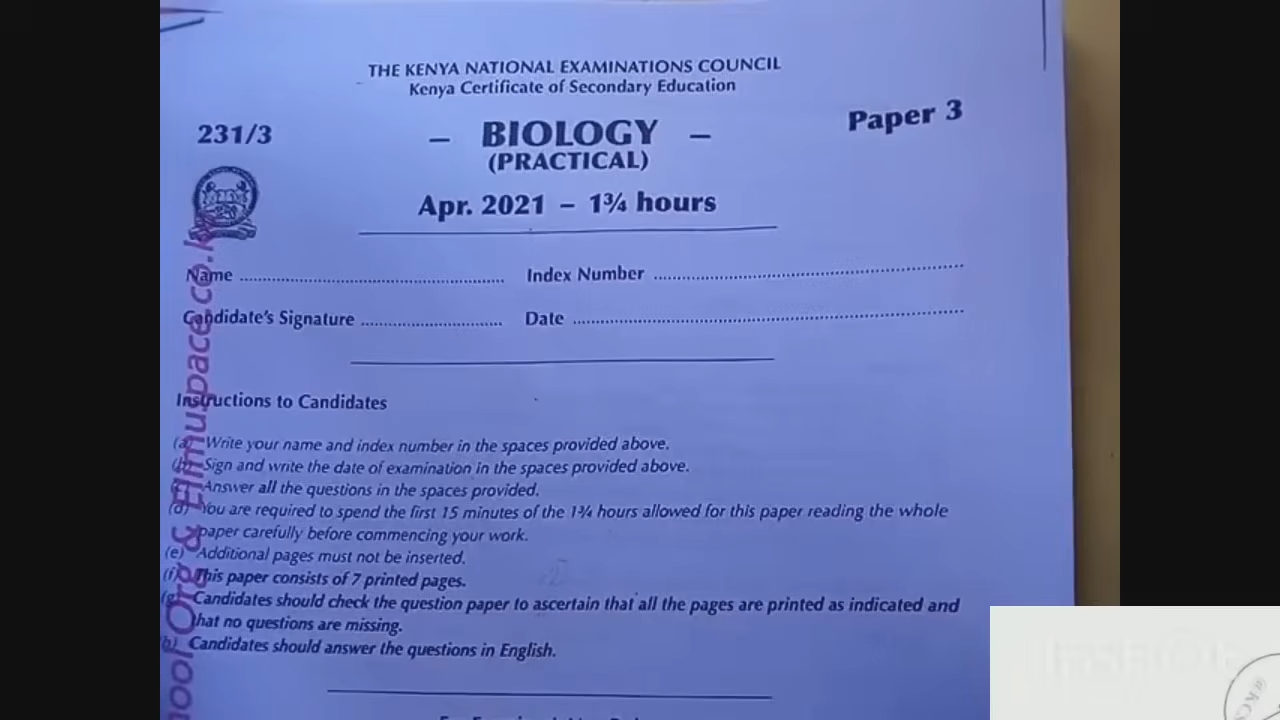 THE KENYA NATIONAL EXAMINATIONS COUNCIL
Kenya Certificate of Secondary Education
231/3
– BIOLOGY –
Paper 3
(PRACTICAL)
Apr. 2021 – 1¾ hours
Name ............ Index Number ............
Candidate's Signature ............ Date ............
Instructions to Candidates
(a) Write your name and index number in the spaces provided above.
(b) Sign and write the date of examination in the spaces provided above.
(c) Answer all the questions in the spaces provided.
(d) You are required to spend the first 15 minutes of the 1¾ hours allowed for this paper reading the whole
paper carefully before commencing your work.
(e) Additional pages must not be inserted.
(f) This paper consists of 7 printed pages.
(g) Candidates should check the question paper to ascertain that all the pages are printed as indicated and
that no questions are missing.
(h) Candidates should answer the questions in English.